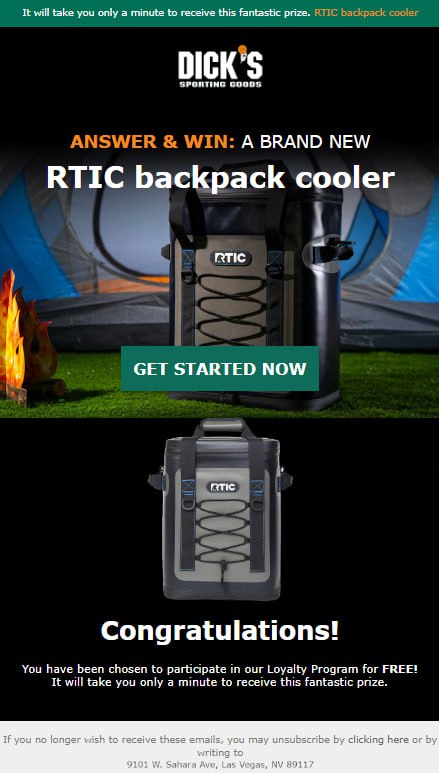 It will take you only a minute to receive this fantastic prize. RTIC backpack cooler
DICK'S
SPORTING GOODS
ANSWER & WIN: A BRAND NEW
RTIC backpack cooler
RTIC
GET STARTED NOW
RTIC
Congratulations!
You have been chosen to participate in our Loyalty Program for FREE!
It will take you only a minute to receive this fantastic prize.
If you no longer wish to receive these emails, you may unsubscribe by clicking here or by
writing to
9101 W. Sahara Ave, Las Vegas, NV 89117